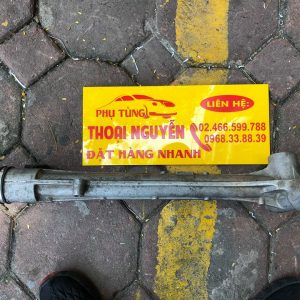 PHỤ TÙNG
THOẠI NGUYỄN
ĐẶT HÀNG NHANH
LIÊN HỆ:
02.466.599.788
0968.33.88.39